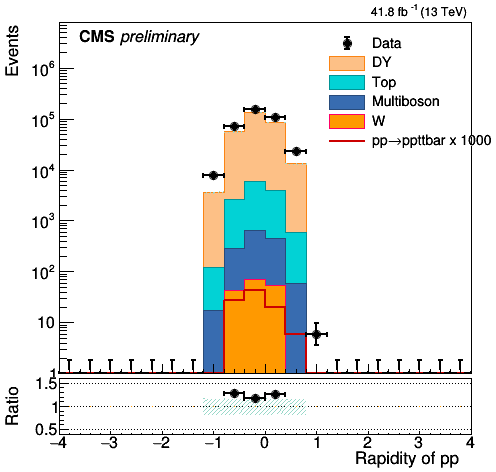 41.8 fb⁻¹ (13 TeV)
CMS preliminary
Events
Data
DY
Top
Multiboson
W
pp→ppttbar x 1000
10⁶
10⁵
10⁴
10³
10²
10
1
Ratio
1.5
1
0.5
−4 −3 −2 −1 0 1 2 3 4
Rapidity of pp